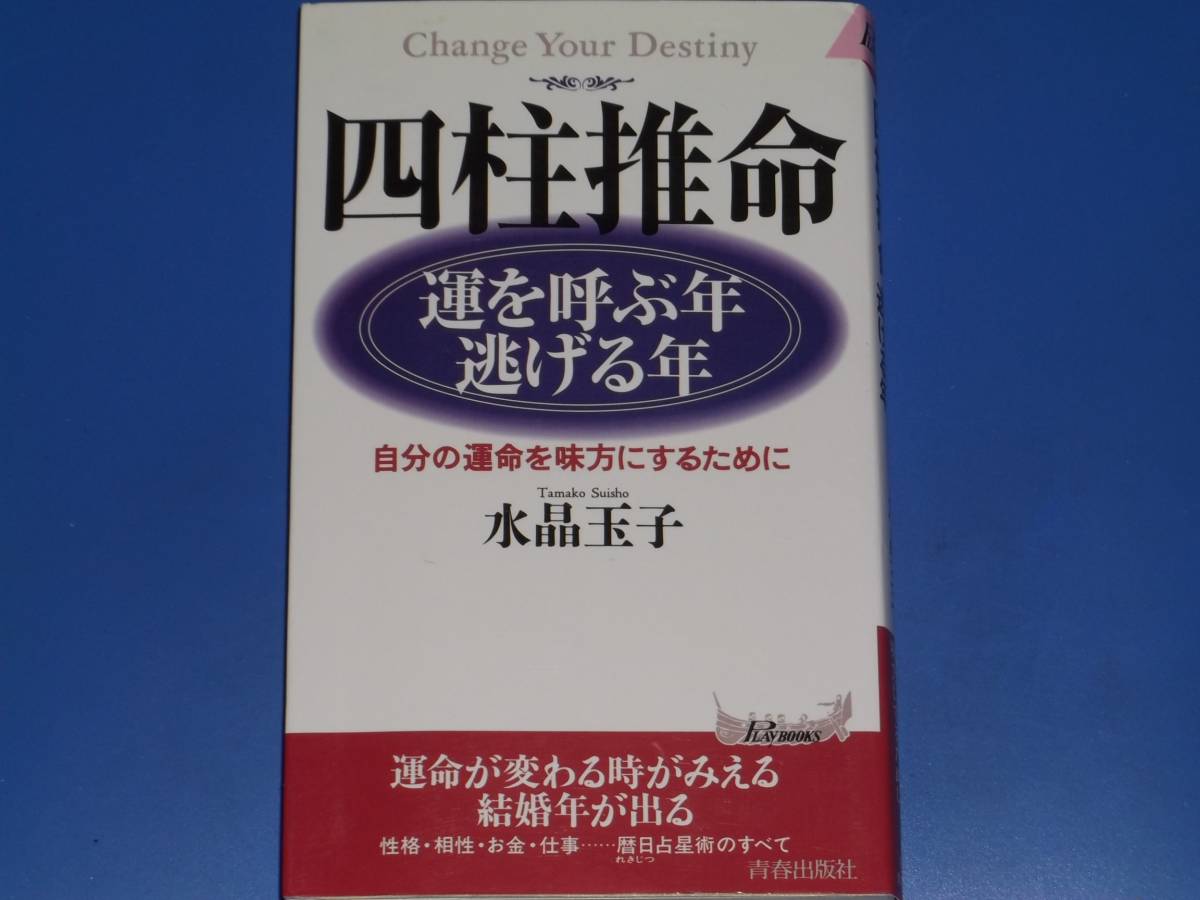 Change Your Destiny
四柱推命
運を呼ぶ年
逃げる年
自分の運命を味方にするために
Tamako Suisho
水晶玉子
PLAYBOOKS
運命が変わる時がみえる
結婚年が出る
性格・相性・お金・仕事……暦日占星術のすべて
れきじつ
青春出版社